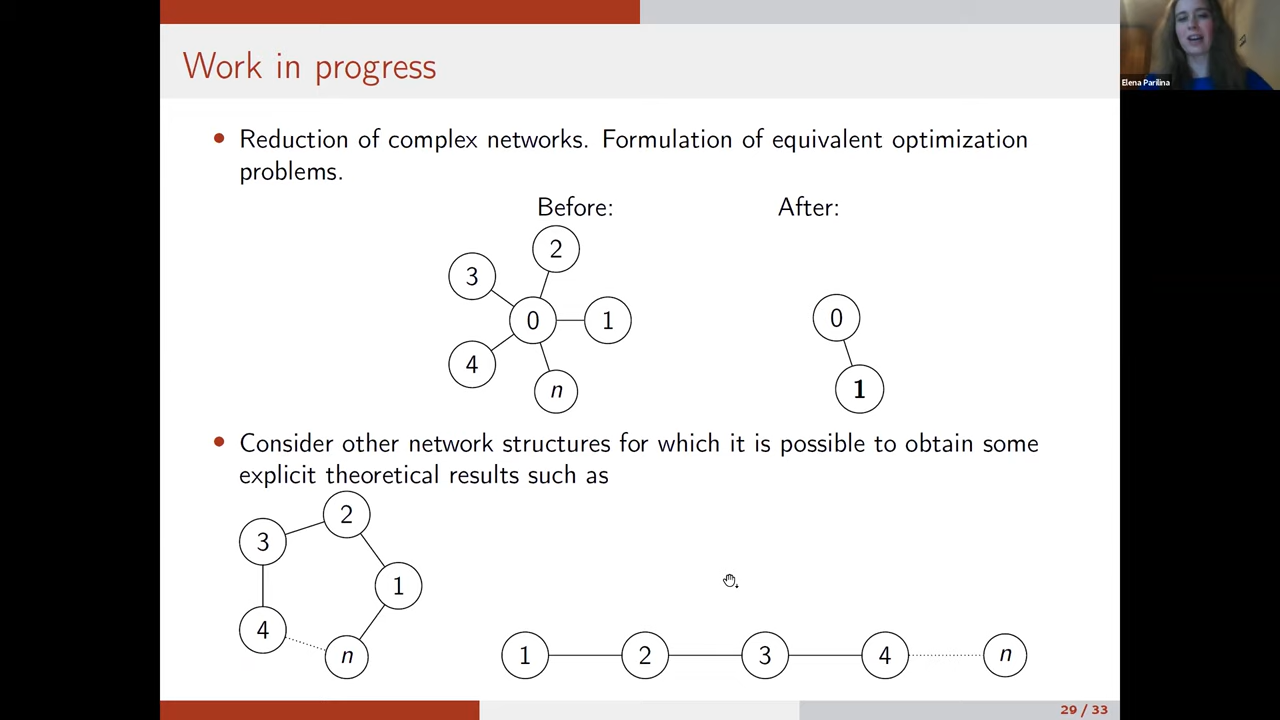 Work in progress
Elena Parilina
• Reduction of complex networks. Formulation of equivalent optimization
problems.
Before:
After:
2
3
0
1
4
n
0
1
• Consider other network structures for which it is possible to obtain some
explicit theoretical results such as
2
3
1
4
n
1
2
3
4
n
29 / 33